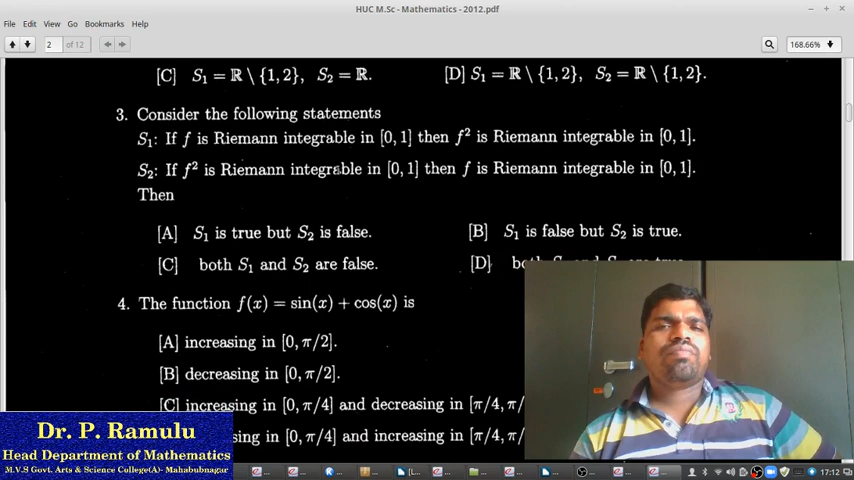 HUC M.Sc - Mathematics - 2012.pdf
File Edit View Go Bookmarks Help
2 of 12 168.66%
[C] S₁ = ℝ \ {1, 2}, S₂ = ℝ. [D] S₁ = ℝ \ {1, 2}, S₂ = ℝ \ {1, 2}.
3. Consider the following statements
S₁: If f is Riemann integrable in [0, 1] then f² is Riemann integrable in [0, 1].
S₂: If f² is Riemann integrable in [0, 1] then f is Riemann integrable in [0, 1].
Then
[A] S₁ is true but S₂ is false. [B] S₁ is false but S₂ is true.
[C] both S₁ and S₂ are false. [D]
4. The function f(x) = sin(x) + cos(x) is
[A] increasing in [0, π/2].
[B] decreasing in [0, π/2].
[C] increasing in [0, π/4] and decreasing in [π/4, π/
in [0, π/4] and increasing in [π/4, π/
Dr. P. Ramulu
Head Department of Mathematics
M.V.S Govt. Arts & Science College(A)- Mahabubnagar
17:12